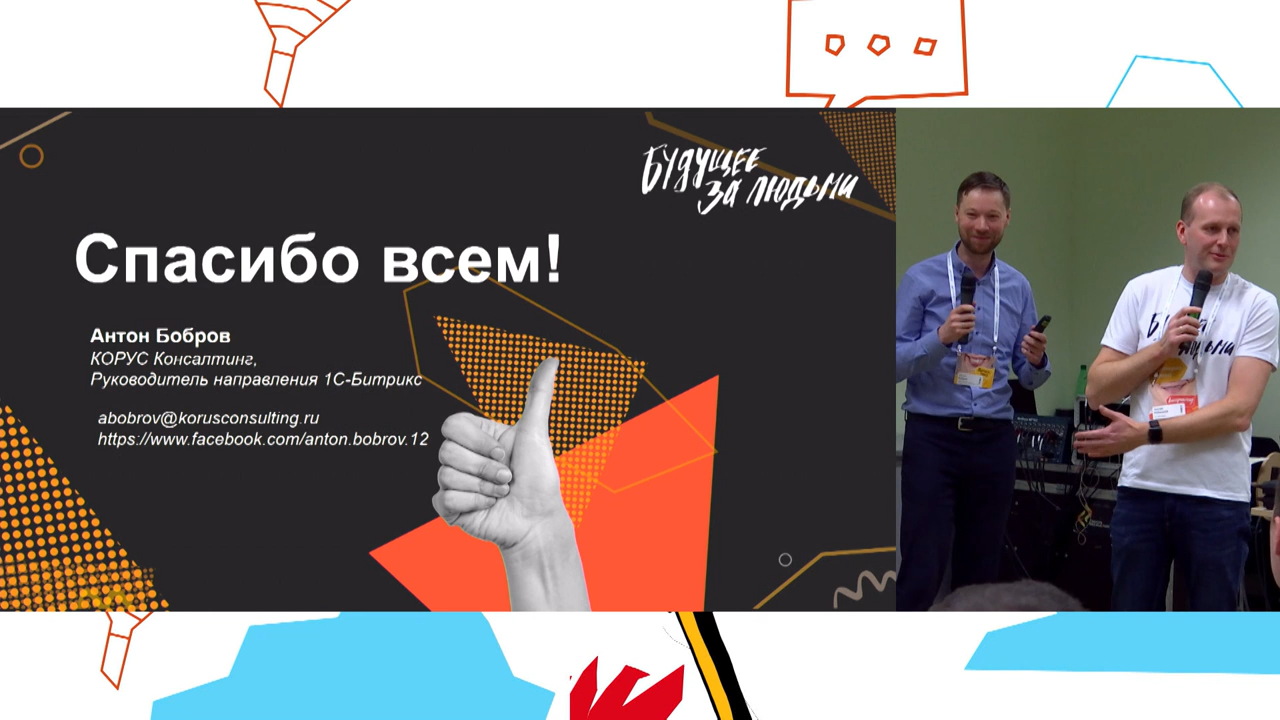 Будущее
за людьми
Спасибо всем!
Антон Бобров
КОРУС Консалтинг,
Руководитель направления 1С-Битрикс
abobrov@korusconsulting.ru
https://www.facebook.com/anton.bobrov.12